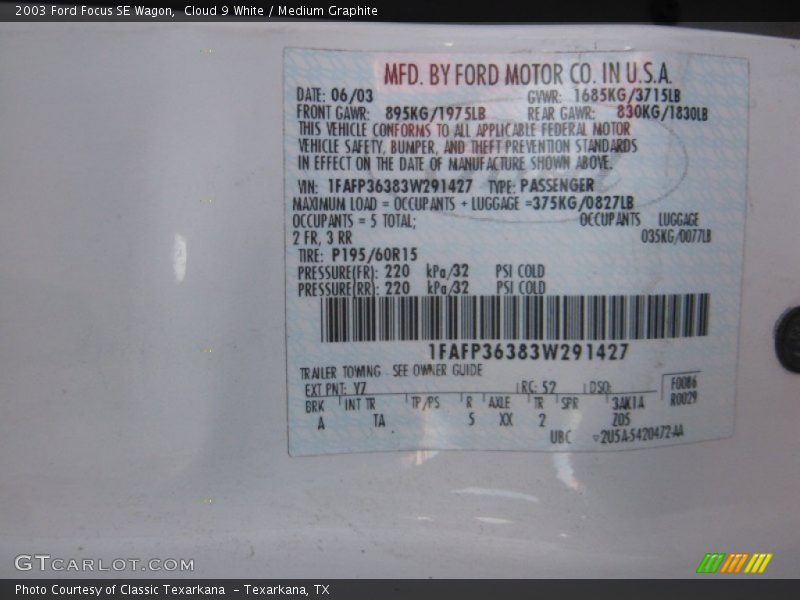 2003 Ford Focus SE Wagon, Cloud 9 White / Medium Graphite
MFD. BY FORD MOTOR CO. IN U.S.A.
DATE: 06/03 GVWR: 1685KG/3715LB
FRONT GAWR: 895KG/1975LB REAR GAWR: 830KG/1830LB
THIS VEHICLE CONFORMS TO ALL APPLICABLE FEDERAL MOTOR
VEHICLE SAFETY, BUMPER, AND THEFT PREVENTION STANDARDS
IN EFFECT ON THE DATE OF MANUFACTURE SHOWN ABOVE.
VIN: 1FAFP36383W291427 TYPE: PASSENGER
MAXIMUM LOAD = OCCUPANTS + LUGGAGE =375KG/0827LB
OCCUPANTS = 5 TOTAL; OCCUPANTS LUGGAGE
2 FR, 3 RR 035KG/0077LB
TIRE: P195/60R15
PRESSURE(FR): 220 kPa/32 PSI COLD
PRESSURE(RR): 220 kPa/32 PSI COLD
1FAFP36383W291427
TRAILER TOWING - SEE OWNER GUIDE
EXT PNT: YZ RC: 52 DSO: F0086
R0029
BRK INT TR TP/PS R AXLE TR SPR 3AK1A
A TA 5 XX 2 Z05
UBC 2U5A-5420472-AA
GTCARLOT.COM
Photo Courtesy of Classic Texarkana - Texarkana, TX